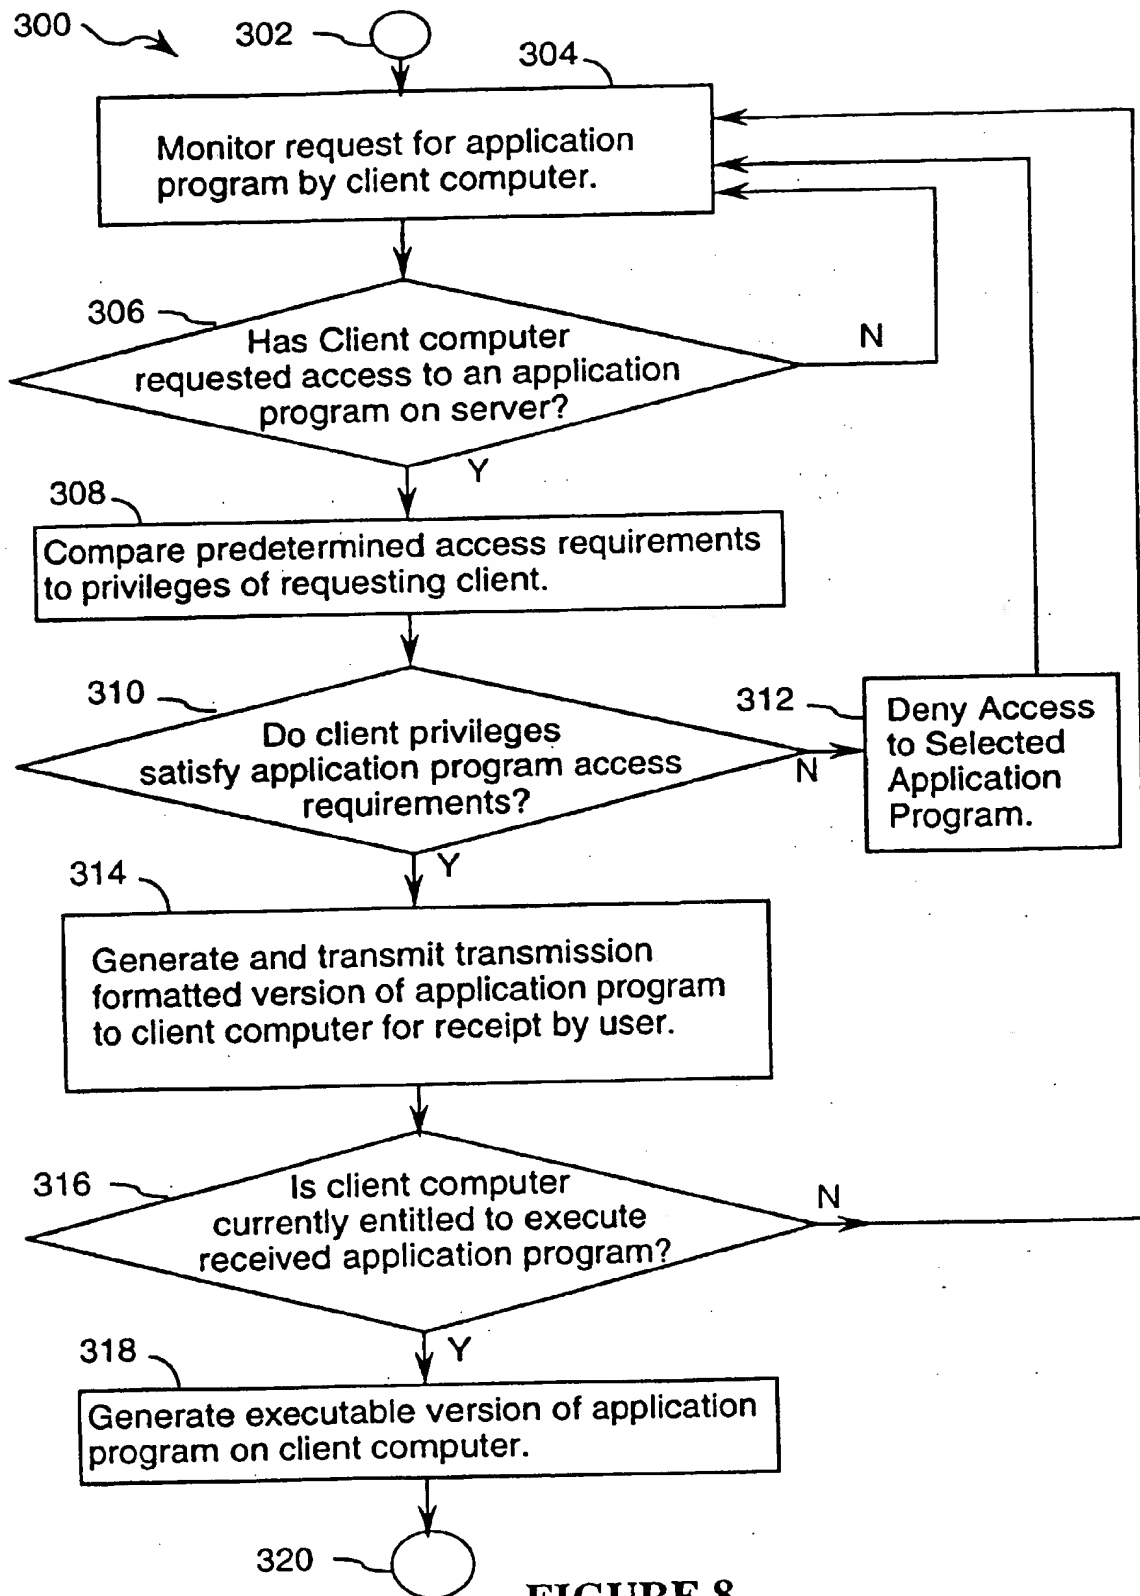 300
302
304
Monitor request for application
program by client computer.
306
Has Client computer
requested access to an application
program on server?
N
Y
308
Compare predetermined access requirements
to privileges of requesting client.
310
Do client privileges
satisfy application program access
requirements?
N
312
Deny Access
to Selected
Application
Program.
Y
314
Generate and transmit transmission
formatted version of application program
to client computer for receipt by user.
316
Is client computer
currently entitled to execute
received application program?
N
Y
318
Generate executable version of application
program on client computer.
320
FIGURE 8